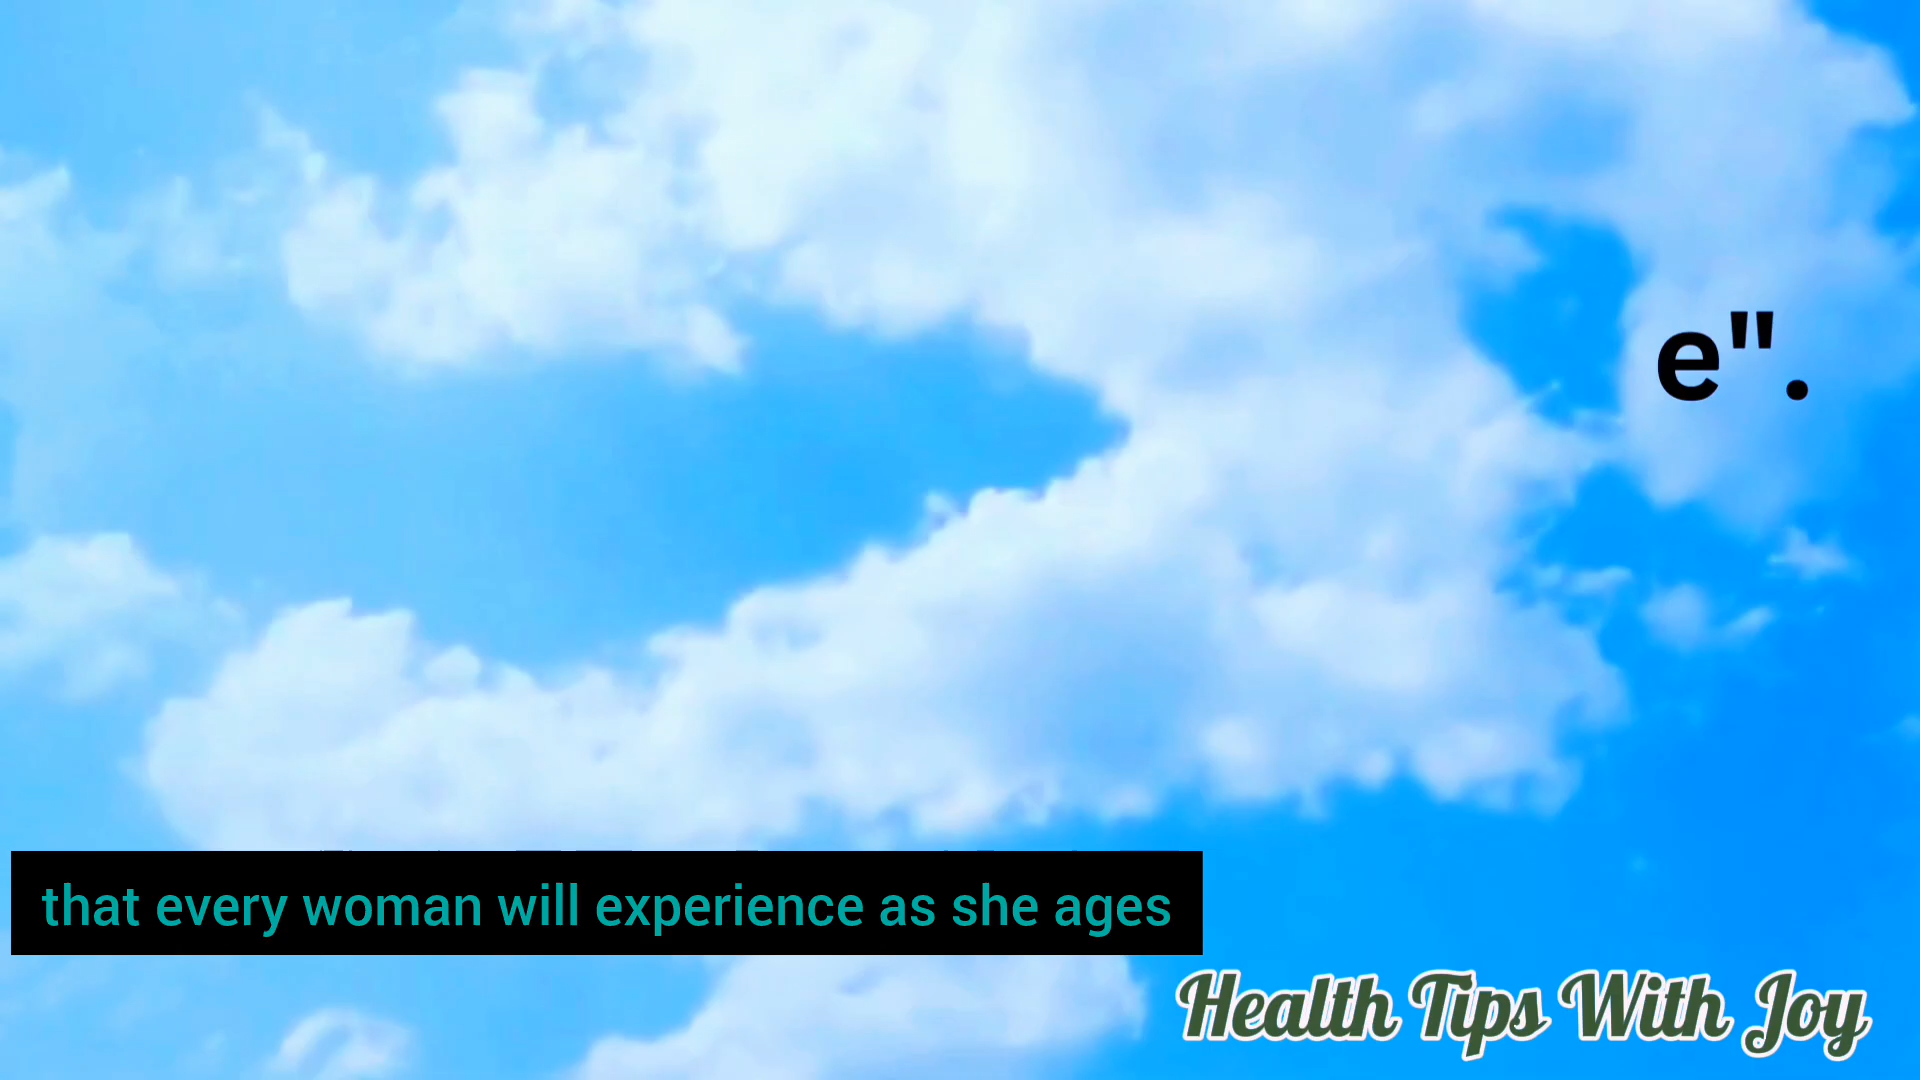 e".
that every woman will experience as she ages
Health Tips With Joy